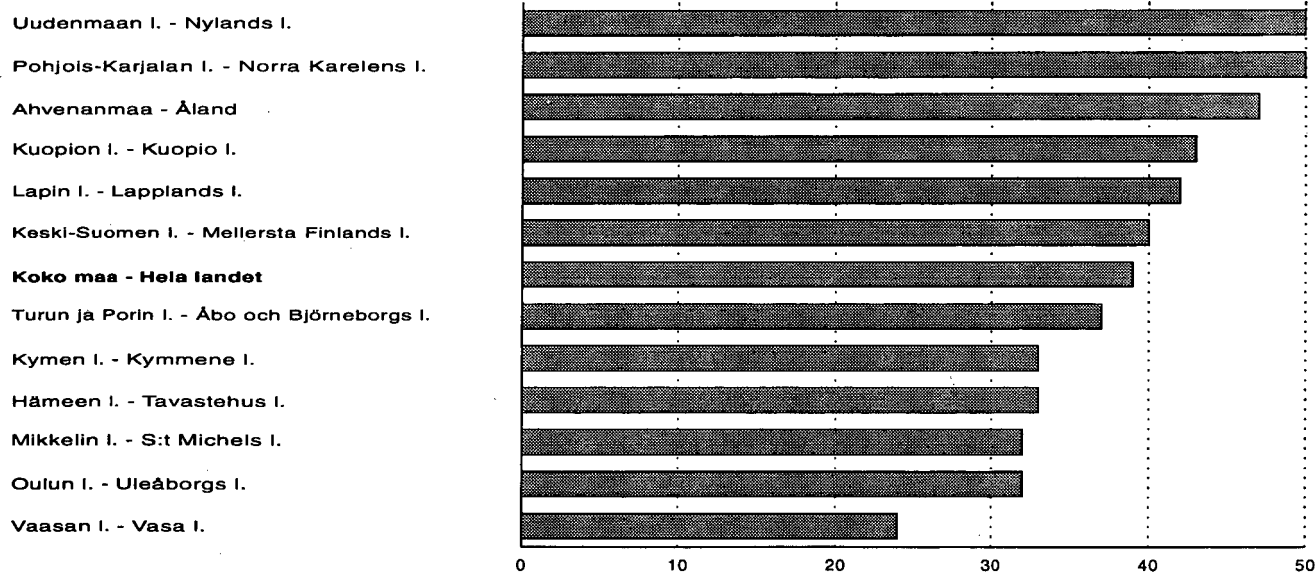 Uudenmaan l. - Nylands l.
Pohjois-Karjalan l. - Norra Karelens l.
Ahvenanmaa - Åland
Kuopion l. - Kuopio l.
Lapin l. - Lapplands l.
Keski-Suomen l. - Mellersta Finlands l.
Koko maa - Hela landet
Turun ja Porin l. - Åbo och Björneborgs l.
Kymen l. - Kymmene l.
Hämeen l. - Tavastehus l.
Mikkelin l. - S:t Michels l.
Oulun l. - Uleåborgs l.
Vaasan l. - Vasa l.
0 10 20 30 40 50